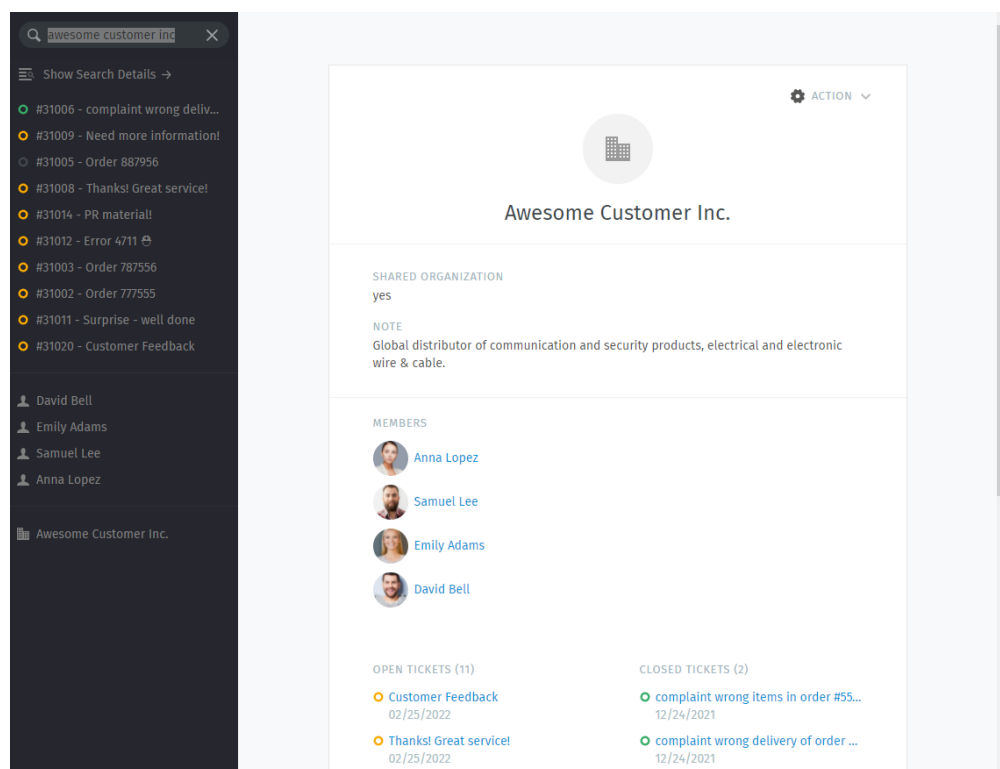 awesome customer inc
Show Search Details →
#31006 - complaint wrong deliv...
#31009 - Need more information!
#31005 - Order 887956
#31008 - Thanks! Great service!
#31014 - PR material!
#31012 - Error 4711 ⛑
#31003 - Order 787556
#31002 - Order 777555
#31011 - Surprise - well done
#31020 - Customer Feedback
David Bell
Emily Adams
Samuel Lee
Anna Lopez
Awesome Customer Inc.
ACTION
Awesome Customer Inc.
SHARED ORGANIZATION
yes
NOTE
Global distributor of communication and security products, electrical and electronic
wire & cable.
MEMBERS
Anna Lopez
Samuel Lee
Emily Adams
David Bell
OPEN TICKETS (11)
Customer Feedback
02/25/2022
Thanks! Great service!
02/25/2022
CLOSED TICKETS (2)
complaint wrong items in order #55...
12/24/2021
complaint wrong delivery of order ...
12/24/2021